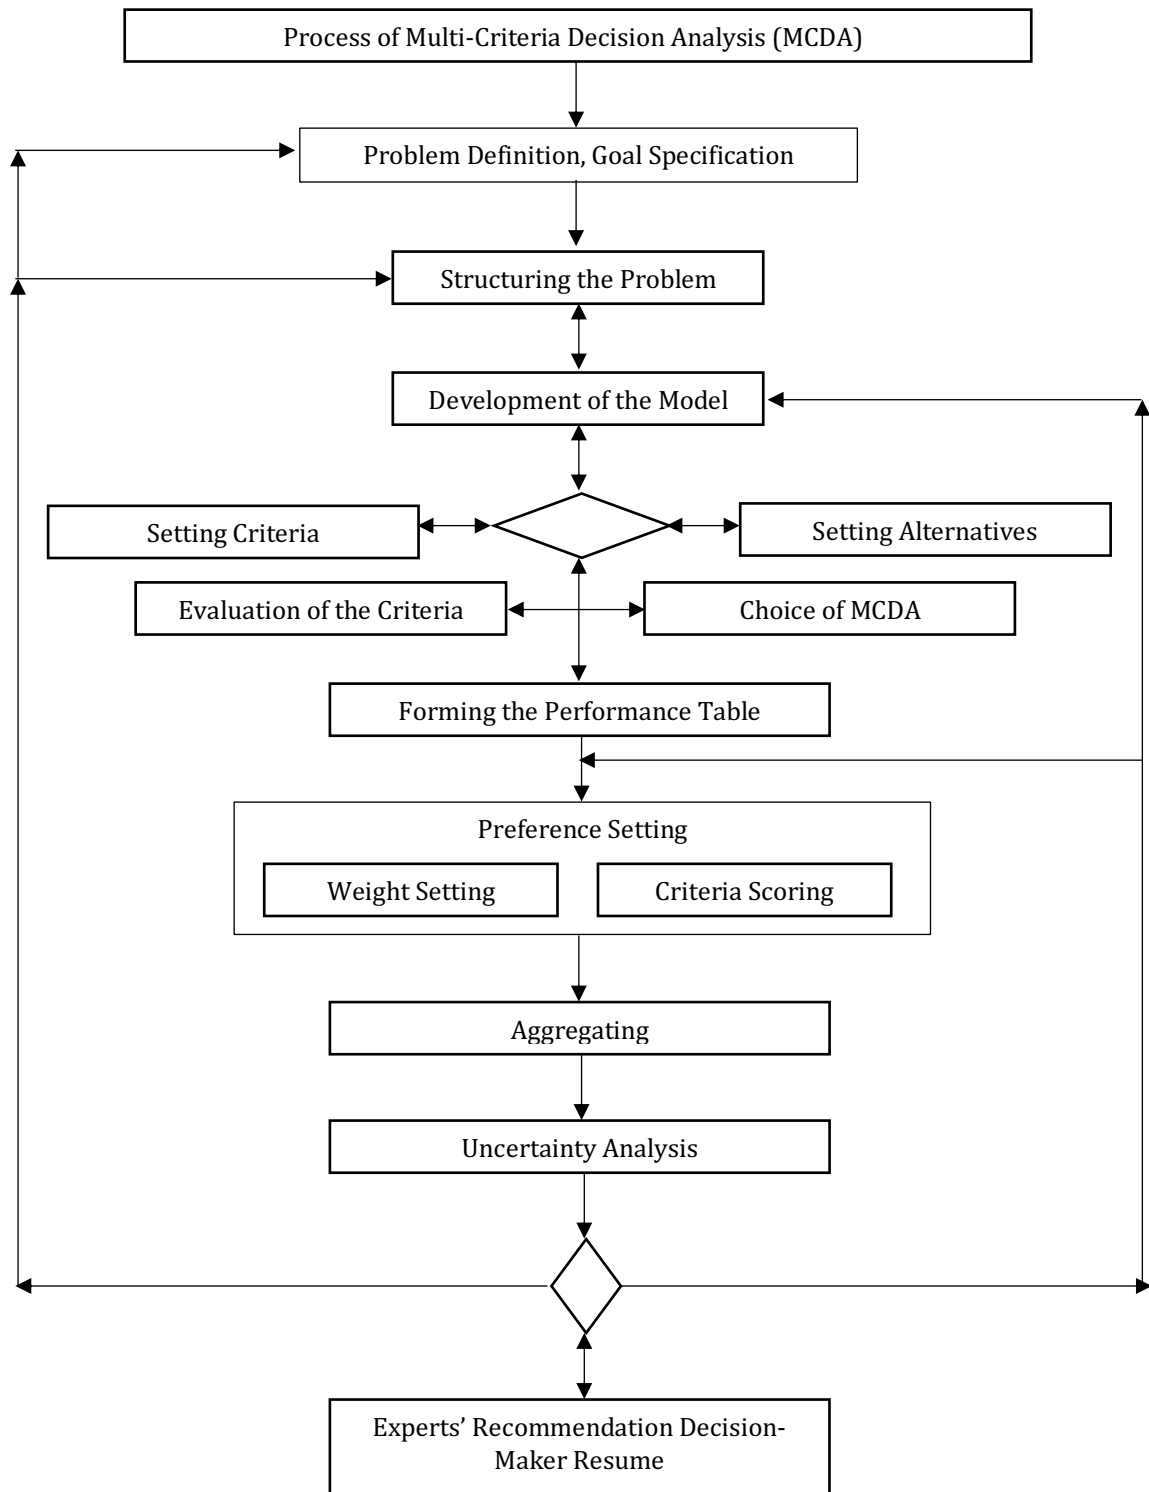 Process of Multi-Criteria Decision Analysis (MCDA)
Problem Definition, Goal Specification
Structuring the Problem
Development of the Model
Setting Criteria
Setting Alternatives
Evaluation of the Criteria
Choice of MCDA
Forming the Performance Table
Preference Setting
Weight Setting
Criteria Scoring
Aggregating
Uncertainty Analysis
Experts’ Recommendation Decision-
Maker Resume